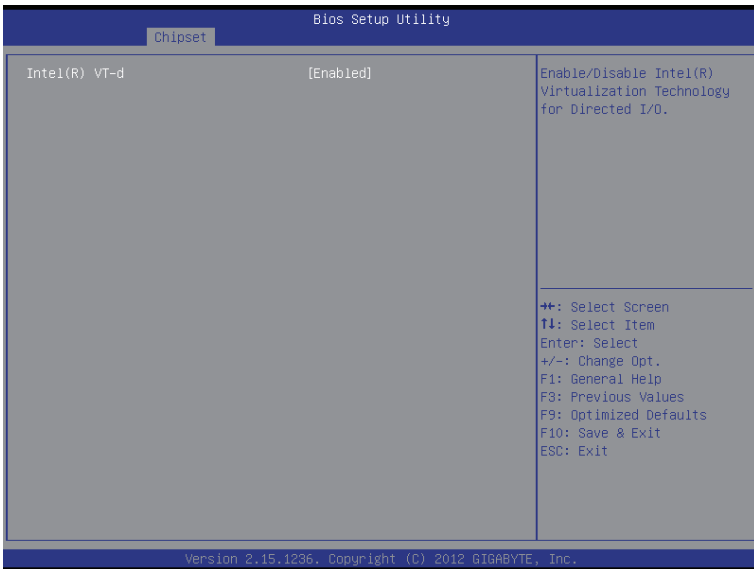 Bios Setup Utility
Chipset
Intel(R) VT-d [Enabled]
Enable/Disable Intel(R)
Virtualization Technology
for Directed I/O.
→←: Select Screen
↑↓: Select Item
Enter: Select
+/-: Change Opt.
F1: General Help
F3: Previous Values
F9: Optimized Defaults
F10: Save & Exit
ESC: Exit
Version 2.15.1236. Copyright (C) 2012 GIGABYTE, Inc.